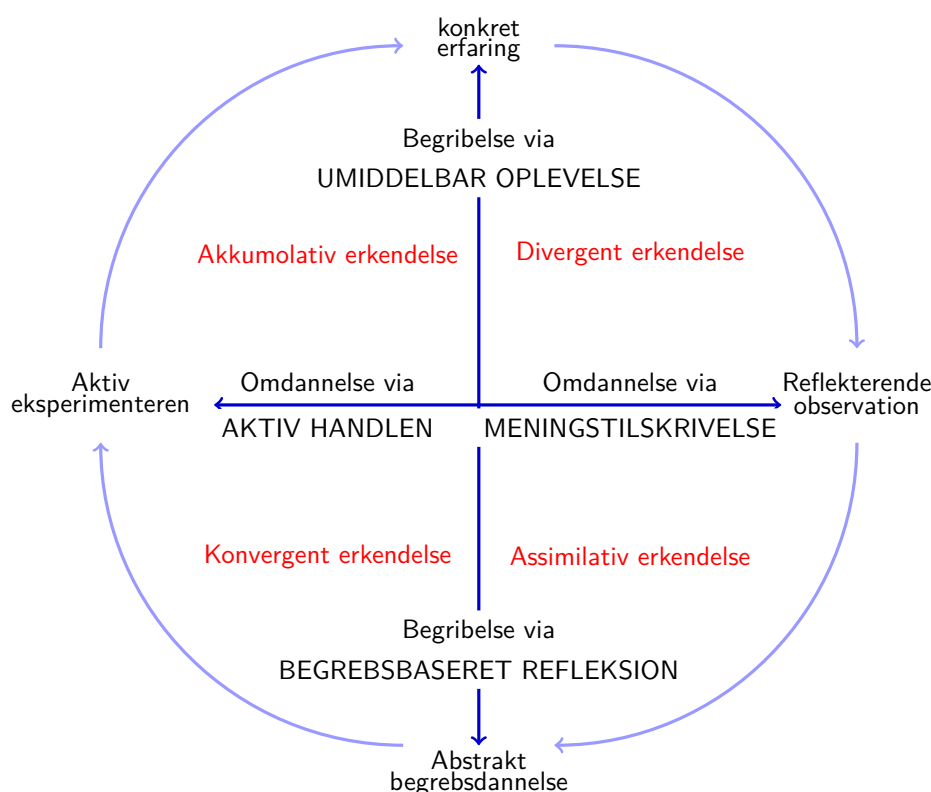 konkret
erfaring
Begribelse via
UMIDDELBAR OPLEVELSE
Akkumolativ erkendelse
Divergent erkendelse
Aktiv
eksperimenteren
Omdannelse via
AKTIV HANDLEN
Omdannelse via
MENINGSTILSKRIVELSE
Reflekterende
observation
Konvergent erkendelse
Assimilativ erkendelse
Begribelse via
BEGREBSBASERET REFLEKSION
Abstrakt
begrebsdannelse